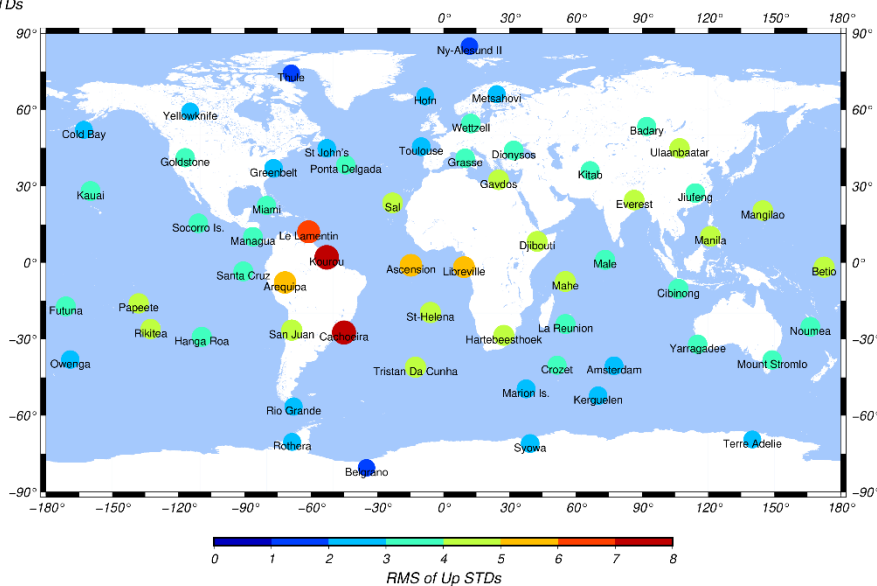 TDs
0° 30° 60° 90° 120° 150° 180°
90° 90°
Ny-Alesund II
Thule
Hofn Metsahovi
60° Yellowknife 60°
Cold Bay Wettzell Badary
St John's Toulouse Dionysos Ulaanbaatar
Goldstone Ponta Delgada Grasse
Greenbelt Kitab
30° Gavdos 30°
Kauai Everest Jiufeng
Miami Sal Mangilao
Socorro Is. Le Lamentin
Managua Djibouti Manila
0° Kourou Male 0°
Santa Cruz Ascension Libreville Betio
Arequipa Mahe
Cibinong
Futuna Papeete St-Helena
Rikitea San Juan La Reunion Noumea
-30° Hanga Roa Cachoeira Hartebeesthoek -30°
Yarragadee
Owenga Tristan Da Cunha Crozet Amsterdam Mount Stromlo
Marion Is. Kerguelen
Rio Grande
-60° -60°
Rothera Syowa Terre Adelie
Belgrano
-90° -90°
-180° -150° -120° -90° -60° -30° 0° 30° 60° 90° 120° 150° 180°
0 1 2 3 4 5 6 7 8
RMS of Up STDs